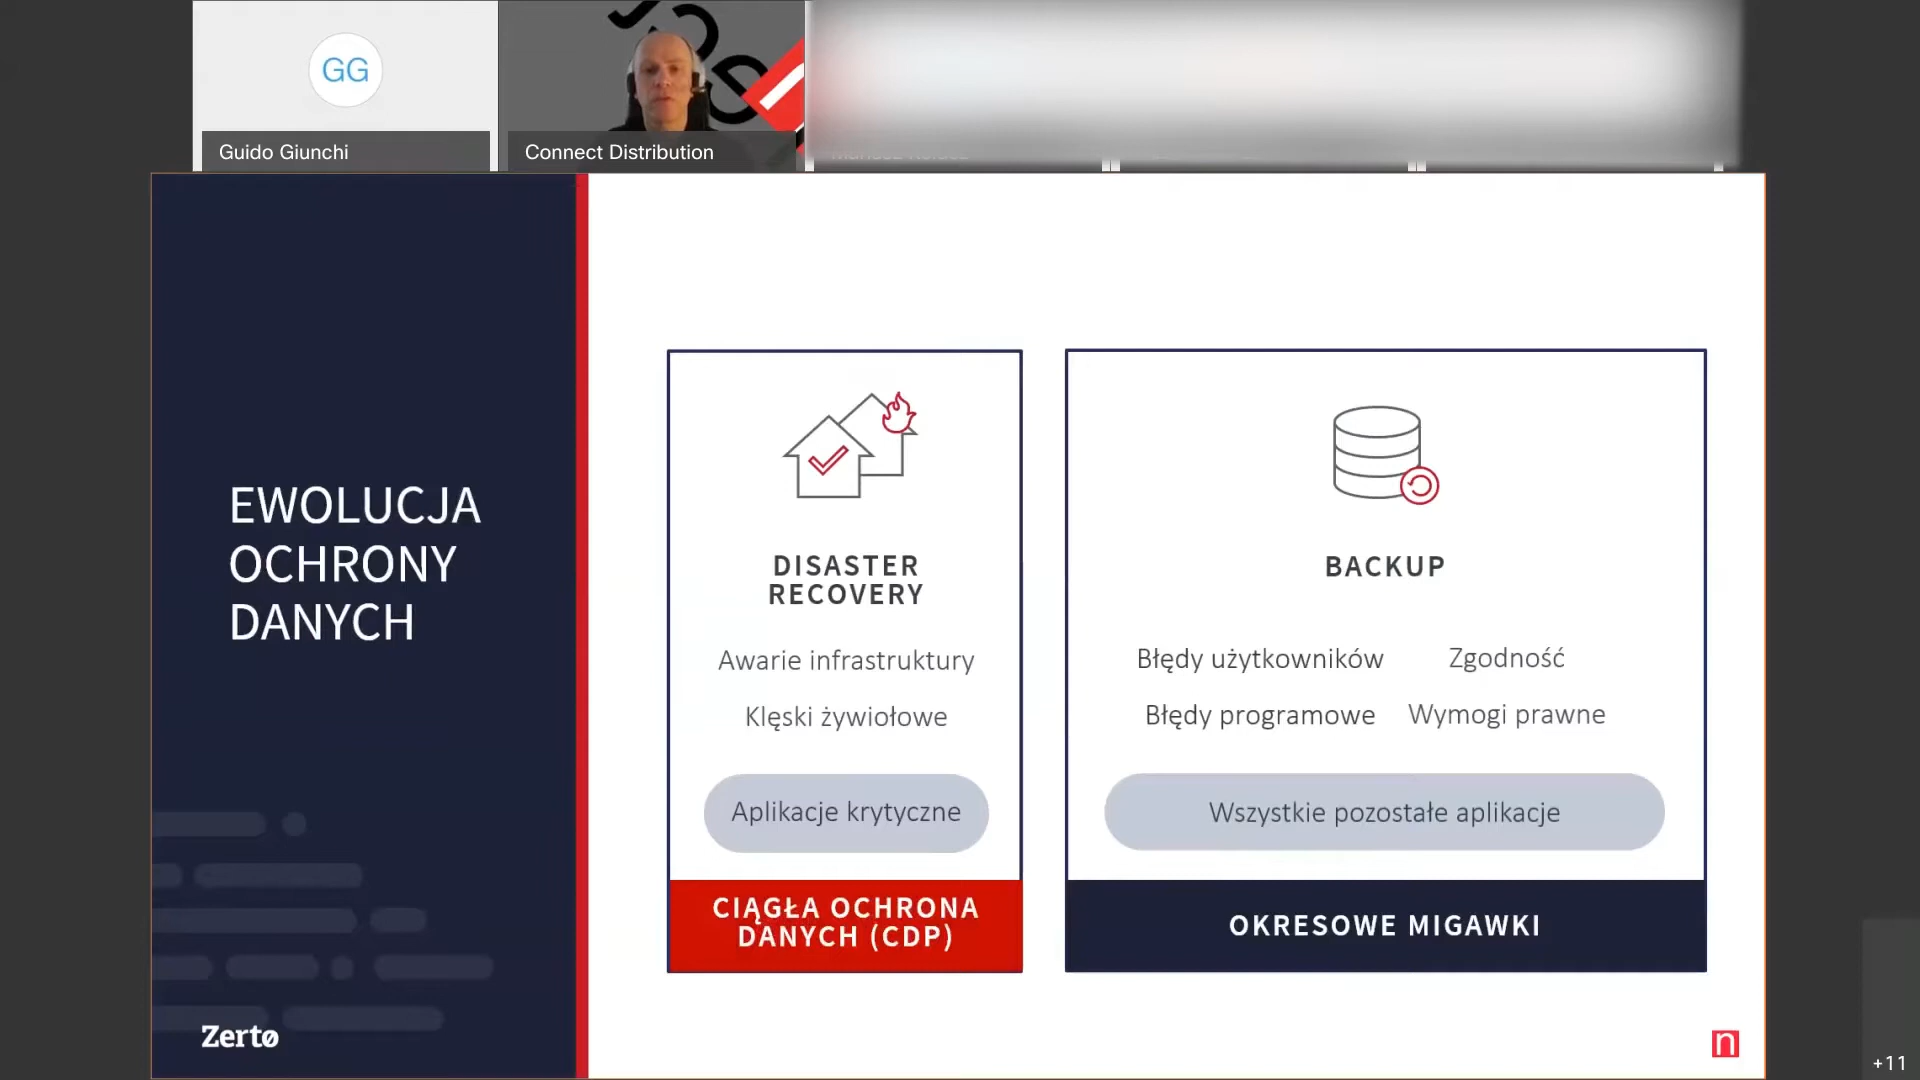 GG
Guido Giunchi
Connect Distribution
EWOLUCJA
OCHRONY
DANYCH
DISASTER
RECOVERY
Awarie infrastruktury
Klęski żywiołowe
Aplikacje krytyczne
CIĄGŁA OCHRONA
DANYCH (CDP)
BACKUP
Błędy użytkowników
Zgodność
Błędy programowe
Wymogi prawne
Wszystkie pozostałe aplikacje
OKRESOWE MIGAWKI
Zerto
n
+11